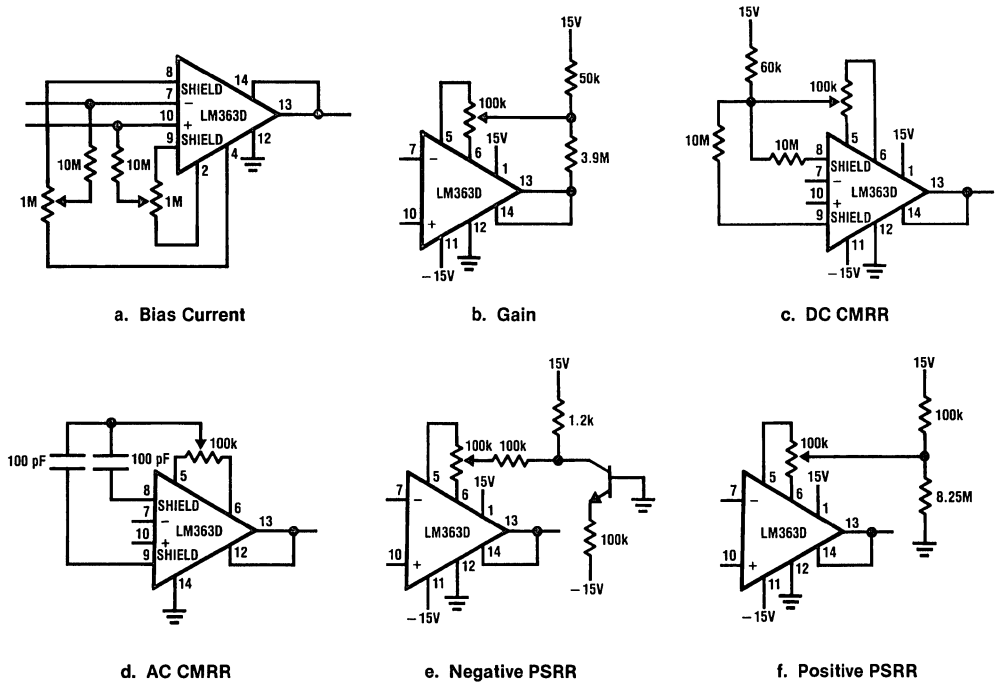 8
SHIELD
14
7
−
LM363D
13
10
+
9
SHIELD
12
4
2
10M
10M
1M
1M
a. Bias Current
15V
50k
100k
5
6
15V
3.9M
7
−
1
LM363D
13
14
10
+
12
11
−15V
b. Gain
15V
60k
100k
5
15V
10M
10M
6
8
SHIELD
1
7
−
LM363D
13
10
+
9
SHIELD
14
11
12
−15V
c. DC CMRR
100k
100 pF
100 pF
5
8
6
SHIELD
7
−
LM363D
13
10
+
9
SHIELD
12
14
d. AC CMRR
15V
1.2k
100k
100k
5
6
15V
7
−
1
LM363D
13
14
100k
10
+
12
11
−15V
−15V
e. Negative PSRR
15V
100k
100k
5
6
15V
8.25M
7
−
1
LM363D
13
14
10
+
12
11
−15V
f. Positive PSRR